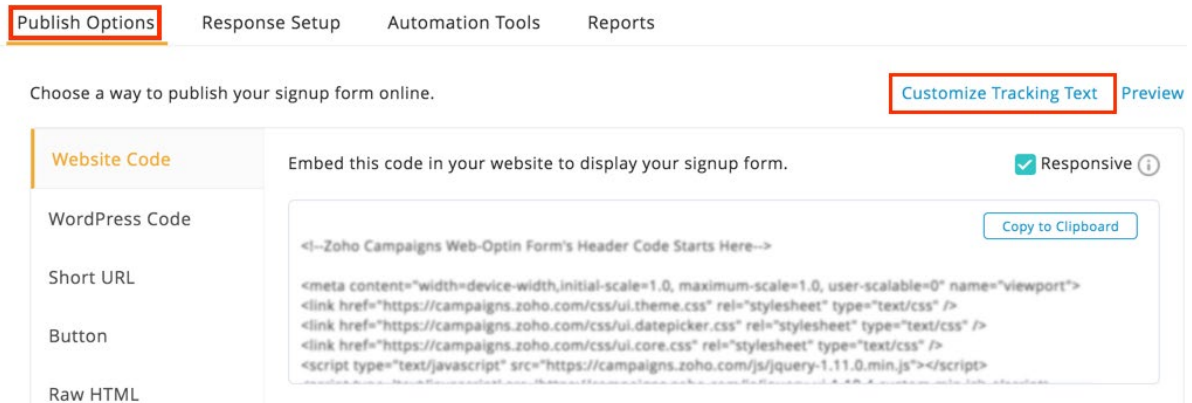 Publish Options Response Setup Automation Tools Reports
Choose a way to publish your signup form online. Customize Tracking Text Preview
Website Code
Embed this code in your website to display your signup form. Responsive
WordPress Code
Copy to Clipboard
<!--Zoho Campaigns Web-Optin Form's Header Code Starts Here-->
Short URL
<meta content="width=device-width,initial-scale=1.0, maximum-scale=1.0, user-scalable=0" name="viewport">
<link href="https://campaigns.zoho.com/css/ui.theme.css" rel="stylesheet" type="text/css" />
<link href="https://campaigns.zoho.com/css/ui.datepicker.css" rel="stylesheet" type="text/css" />
Button
<link href="https://campaigns.zoho.com/css/ui.core.css" rel="stylesheet" type="text/css" />
<script type="text/javascript" src="https://campaigns.zoho.com/js/jquery-1.11.0.min.js"></script>
Raw HTML